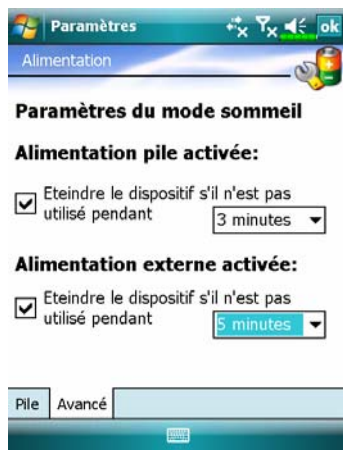 Paramètres
ok
Alimentation
Paramètres du mode sommeil
Alimentation pile activée:
Eteindre le dispositif s'il n'est pas
utilisé pendant
3 minutes
Alimentation externe activée:
Eteindre le dispositif s'il n'est pas
utilisé pendant
5 minutes
Pile Avancé